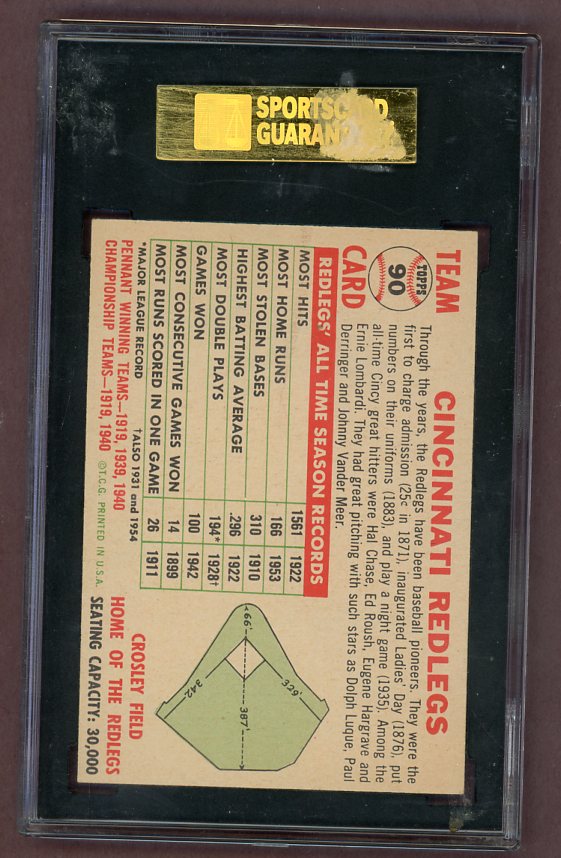 SPORTSCARD
GUARANTY
TEAM
CARD
TOPPS
90
CINCINNATI REDLEGS
Through the years, the Redlegs have been baseball pioneers. They were the
first to charge admission (25¢ in 1871), inaugurated Ladies' Day (1876), put
numbers on their uniforms (1883), and play a night game (1935). Among the
all-time Cincy great hitters were Hal Chase, Ed Roush, Eugene Hargrave and
Ernie Lombardi. They had great pitching with such stars as Dolph Luque, Paul
Derringer and Johnny Vander Meer.
REDLEGS' ALL TIME SEASON RECORDS
MOST HITS 1561 1922
MOST HOME RUNS 166 1953
MOST STOLEN BASES 310 1910
HIGHEST BATTING AVERAGE .296 1922
MOST DOUBLE PLAYS 194* 1928†
GAMES WON 100 1942
MOST CONSECUTIVE GAMES WON 14 1899
MOST RUNS SCORED IN ONE GAME 26 1911
*MAJOR LEAGUE RECORD †ALSO 1931 and 1954
PENNANT WINNING TEAMS—1919, 1939, 1940
CHAMPIONSHIP TEAMS—1919, 1940 ©T.C.G. PRINTED IN U.S.A.
66'
329'
387'
342'
CROSLEY FIELD
HOME OF THE REDLEGS
SEATING CAPACITY: 30,000